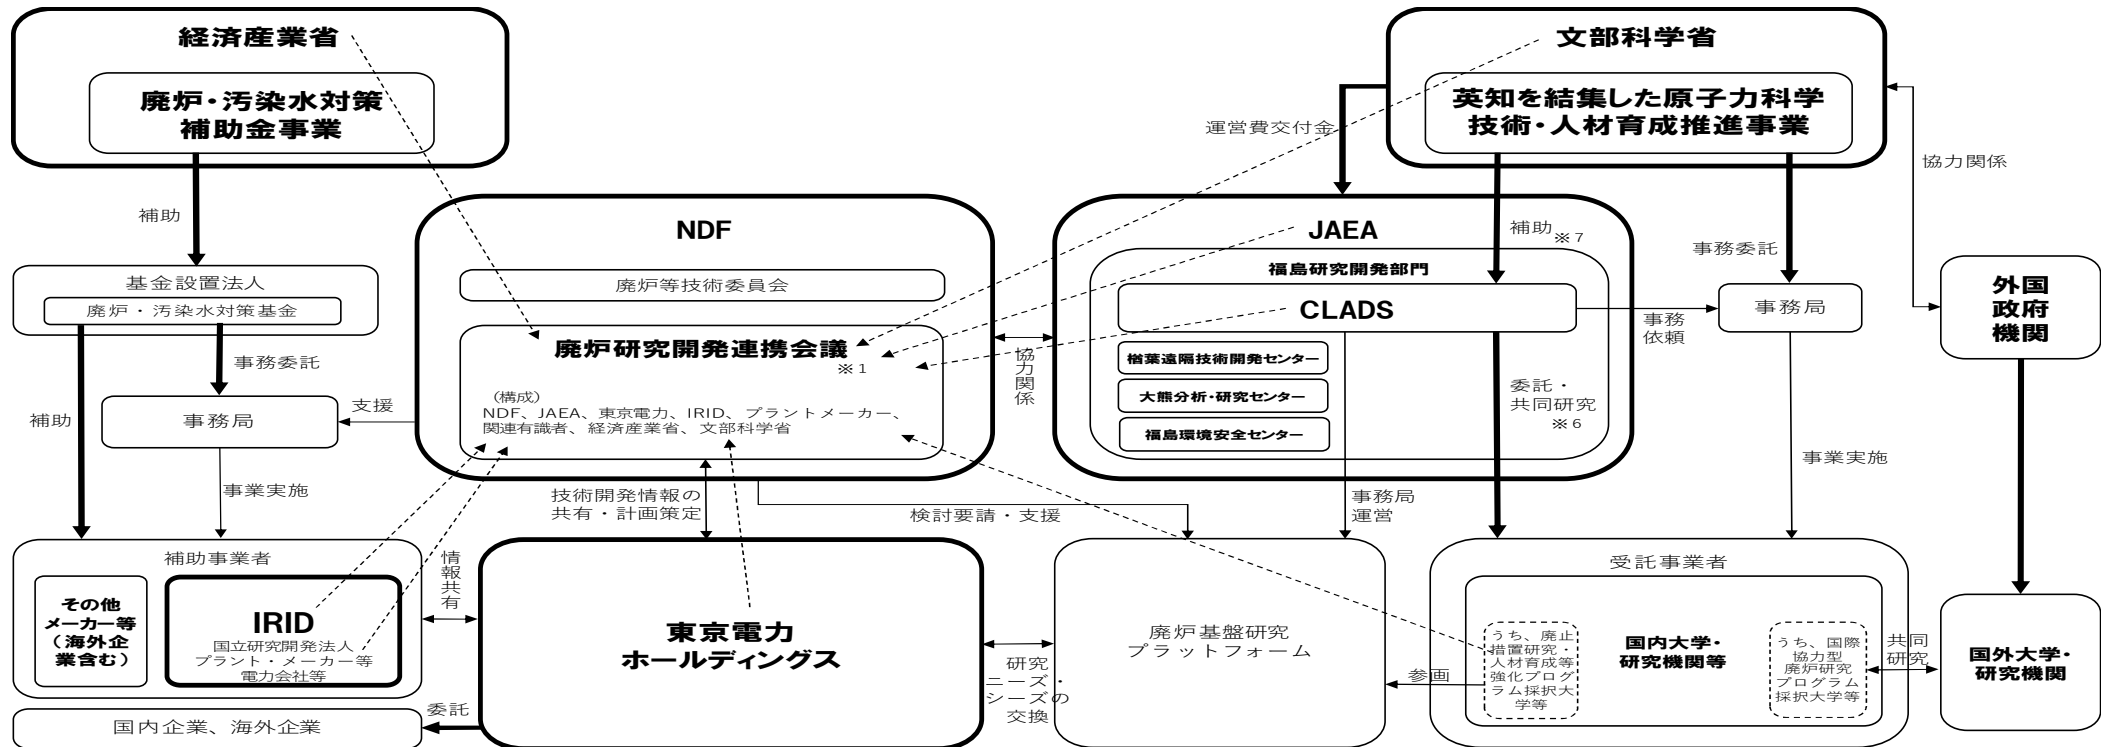 経済産業省
廃炉・汚染水対策
補助金事業
文部科学省
英知を結集した原子力科学
技術・人材育成推進事業
運営費交付金
協力関係
補助
NDF
廃炉等技術委員会
廃炉研究開発連携会議
※1
(構成)
NDF、JAEA、東京電力、IRID、プラントメーカー、
関連有識者、経済産業省、文部科学省
JAEA
補助※7
事務委託
福島研究開発部門
CLADS
楢葉遠隔技術開発センター
大熊分析・研究センター
福島環境安全センター
委託・
共同研究
※6
事務
依頼
事務局
外国
政府
機関
基金設置法人
廃炉・汚染水対策基金
事務委託
補助
事務局
支援
協力関係
事業実施
事業実施
技術開発情報の
共有・計画策定
検討要請・支援
事務局
運営
補助事業者
その他
メーカー等
(海外企
業含む)
IRID
国立研究開発法人
プラント・メーカー等
電力会社等
情報共有
国内企業、海外企業
委託
東京電力
ホールディングス
研究
ニーズ・
シーズの
交換
廃炉基盤研究
プラットフォーム
参画
受託事業者
うち、廃止
措置研究・
人材育成等
強化プログ
ラム採択大
学等
国内大学・
研究機関等
うち、国際
協力型
廃炉研究
プログラム
採択大学等
共同
研究
国外大学・
研究機関